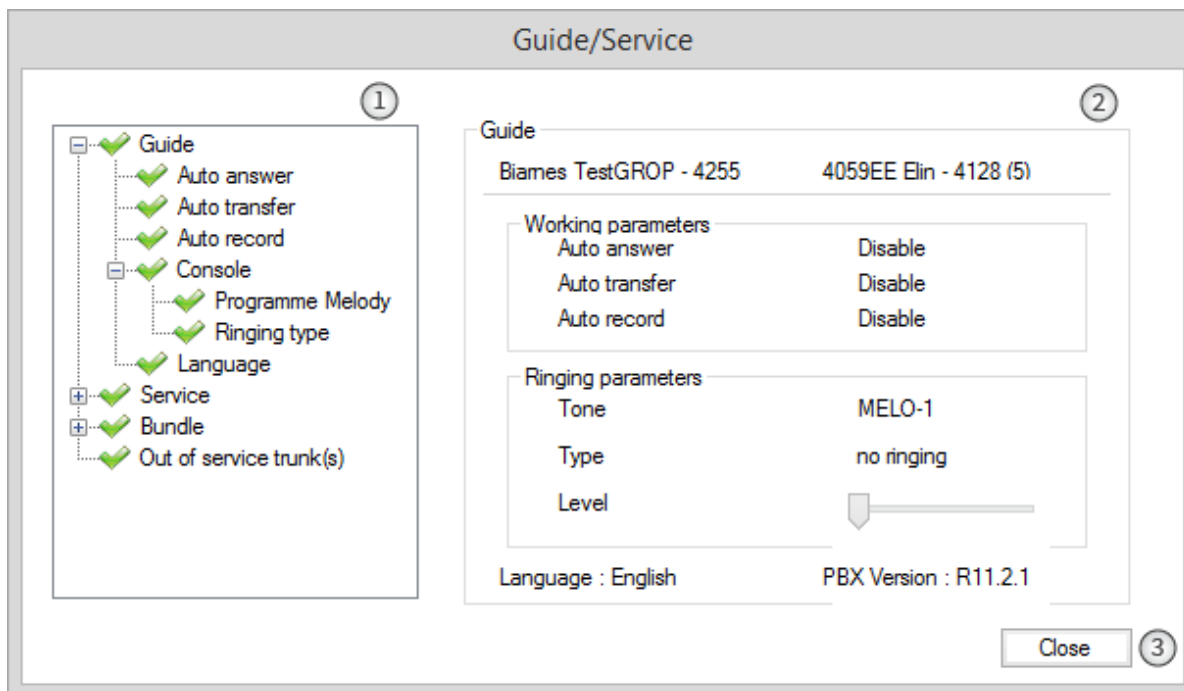 Guide/Service
1
Guide
Auto answer
Auto transfer
Auto record
Console
Programme Melody
Ringing type
Language
Service
Bundle
Out of service trunk(s)
2
Guide
Biames TestGROP - 4255 4059EE Elin - 4128 (5)
Working parameters
Auto answer Disable
Auto transfer Disable
Auto record Disable
Ringing parameters
Tone MELO-1
Type no ringing
Level
Language : English PBX Version : R11.2.1
Close 3